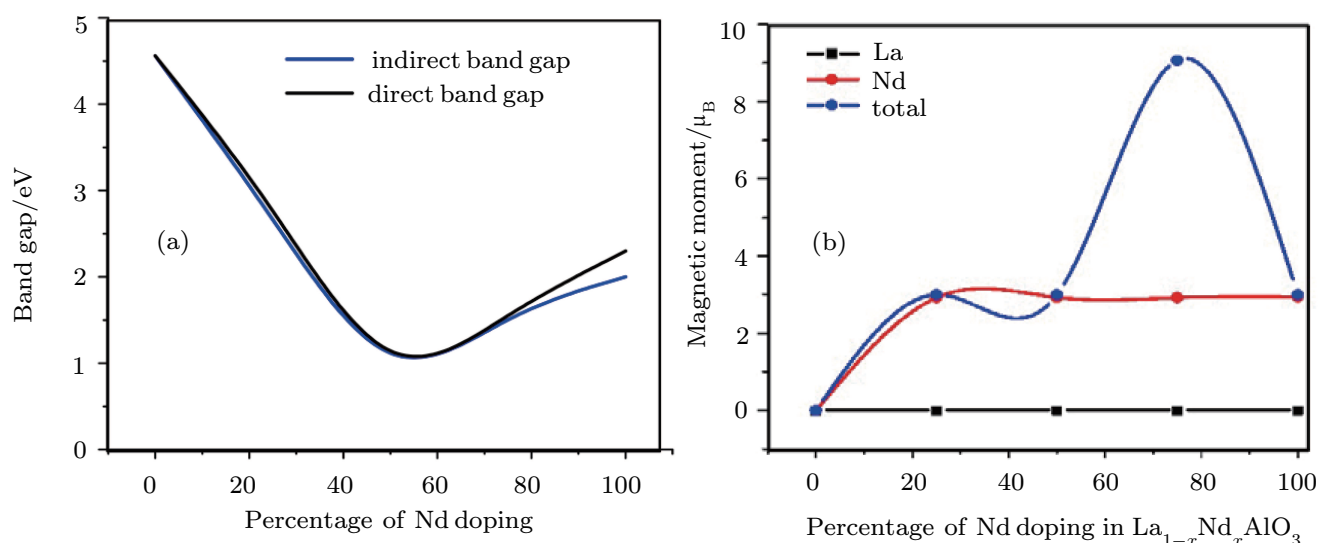 5
4
3
2
1
0
Band gap/eV
indirect band gap
direct band gap
(a)
0 20 40 60 80 100
Percentage of Nd doping
10
8
6
4
2
0
Magnetic moment/μB
La
Nd
total
(b)
0 20 40 60 80 100
Percentage of Nd doping in La₁₋ₓNdₓAlO₃